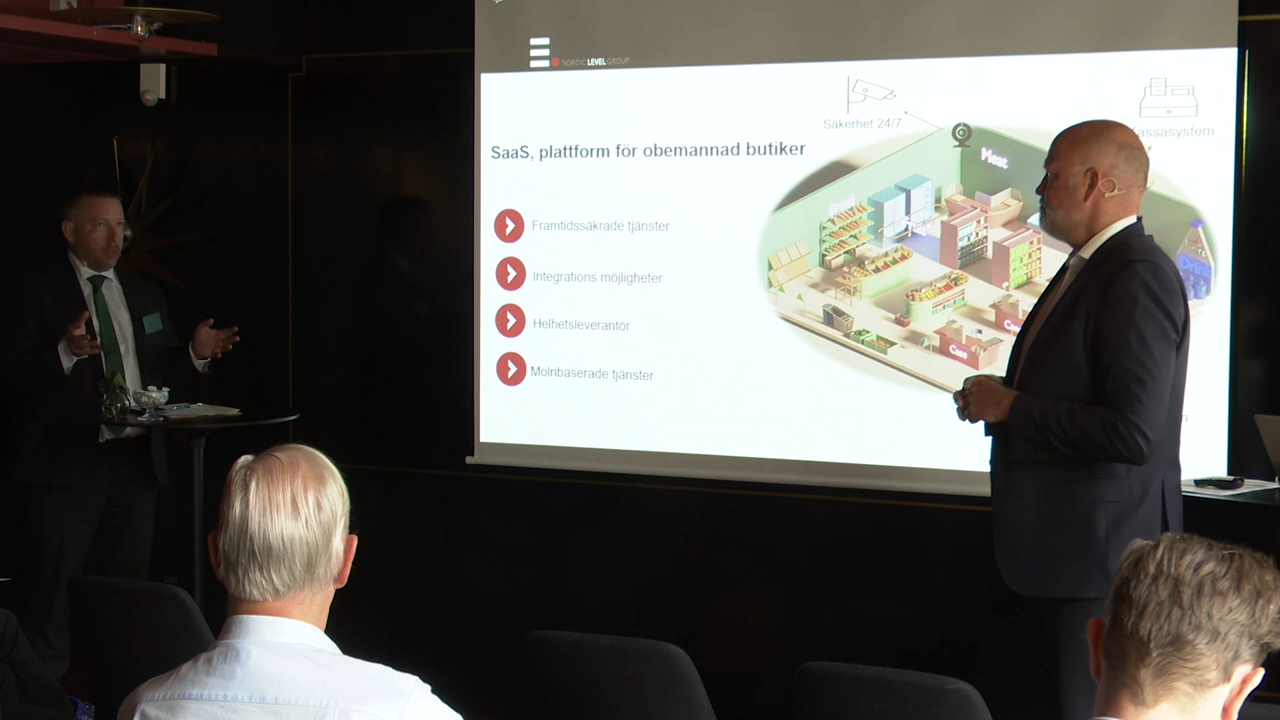 NORDIC LEVEL GROUP
Säkerhet 24/7
Kassasystem
SaaS, plattform för obemannad butiker
Meat
Framtidssäkrade tjänster
Integrations möjligheter
Helhetsleverantör
Molnbaserade tjänster